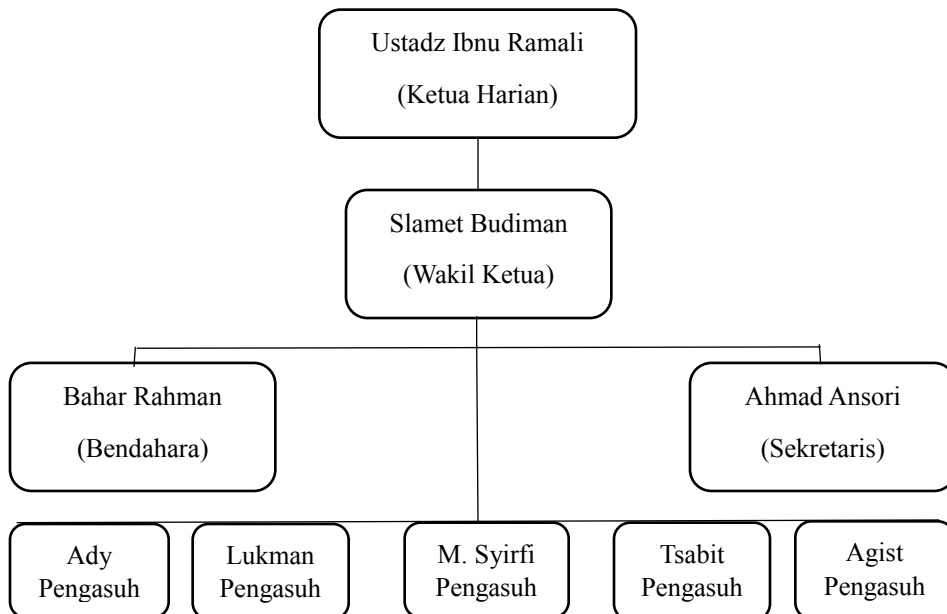 Ustadz Ibnu Ramali
(Ketua Harian)
Slamet Budiman
(Wakil Ketua)
Bahar Rahman
(Bendahara)
Ahmad Ansori
(Sekretaris)
Ady
Pengasuh
Lukman
Pengasuh
M. Syirfi
Pengasuh
Tsabit
Pengasuh
Agist
Pengasuh